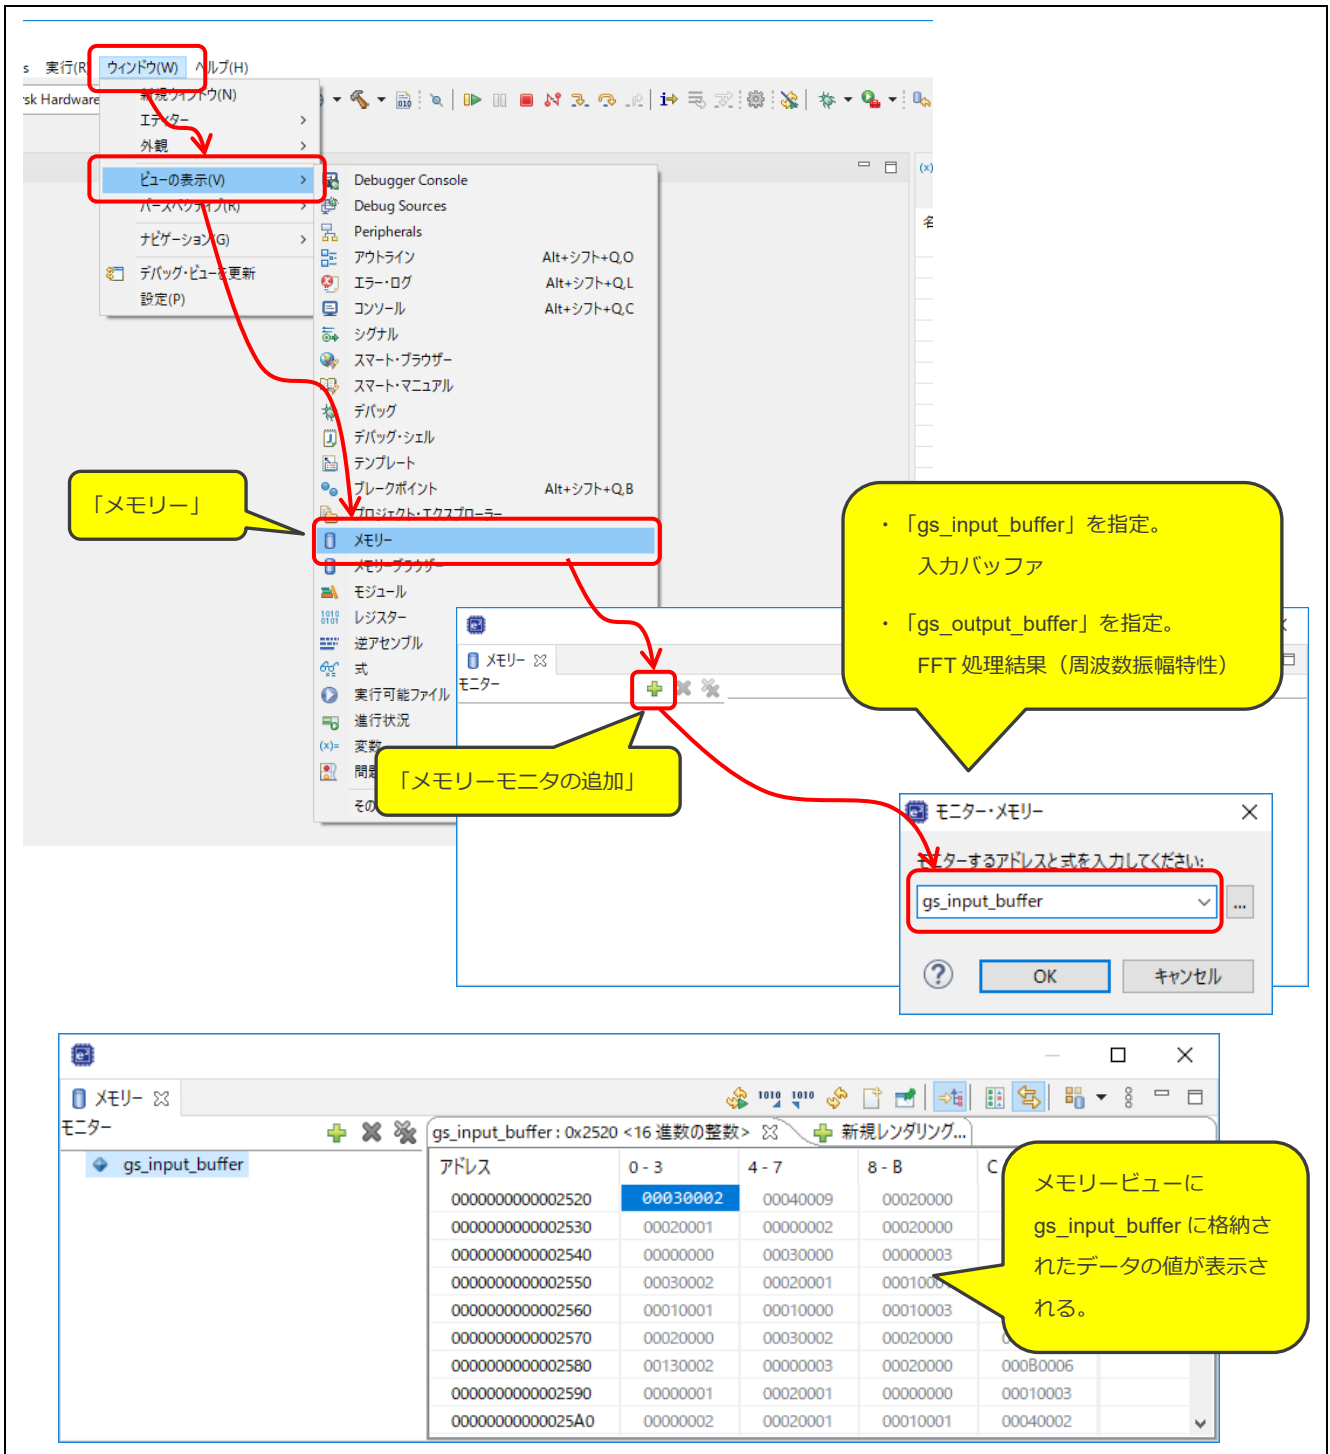 s 実行(R ウィンドウ(W) ヘルプ(H)
sk Hardware
新規ウィンドウ(N)
エディター
外観
ビューの表示(V)
パースペクティブ(R)
ナビゲーション(G)
デバッグ・ビューを更新
設定(P)
Debugger Console
Debug Sources
Peripherals
アウトライン Alt+シフト+Q,O
エラー・ログ Alt+シフト+Q,L
コンソール Alt+シフト+Q,C
シグナル
スマート・ブラウザー
スマート・マニュアル
デバッグ
デバッグ・シェル
テンプレート
ブレークポイント Alt+シフト+Q,B
プロジェクト・エクスプローラー
メモリー
メモリーブラウザー
モジュール
レジスター
逆アセンブル
式
実行可能ファイル
進行状況
(x)= 変数
問題
その
(x)
名
「メモリー」
・「gs_input_buffer」を指定。
入力バッファ
・「gs_output_buffer」を指定。
FFT 処理結果（周波数振幅特性）
メモリー
モニター
「メモリーモニタの追加」
モニター・メモリー
モニターするアドレスと式を入力してください:
gs_input_buffer
...
OK キャンセル
メモリー
モニター
gs_input_buffer
gs_input_buffer : 0x2520 <16 進数の整数> 新規レンダリング...
アドレス 0 - 3 4 - 7 8 - B C
0000000000002520 00030002 00040009 00020000
0000000000002530 00020001 00000002 00020000
0000000000002540 00000000 00030000 00000003
0000000000002550 00030002 00020001 000100
0000000000002560 00010001 00010000 00010003
0000000000002570 00020000 00030002 00020000
0000000000002580 00130002 00000003 00020000 000B0006
0000000000002590 00000001 00020001 00000000 00010003
00000000000025A0 00000002 00020001 00010001 00040002
メモリービューに
gs_input_buffer に格納さ
れたデータの値が表示さ
れる。